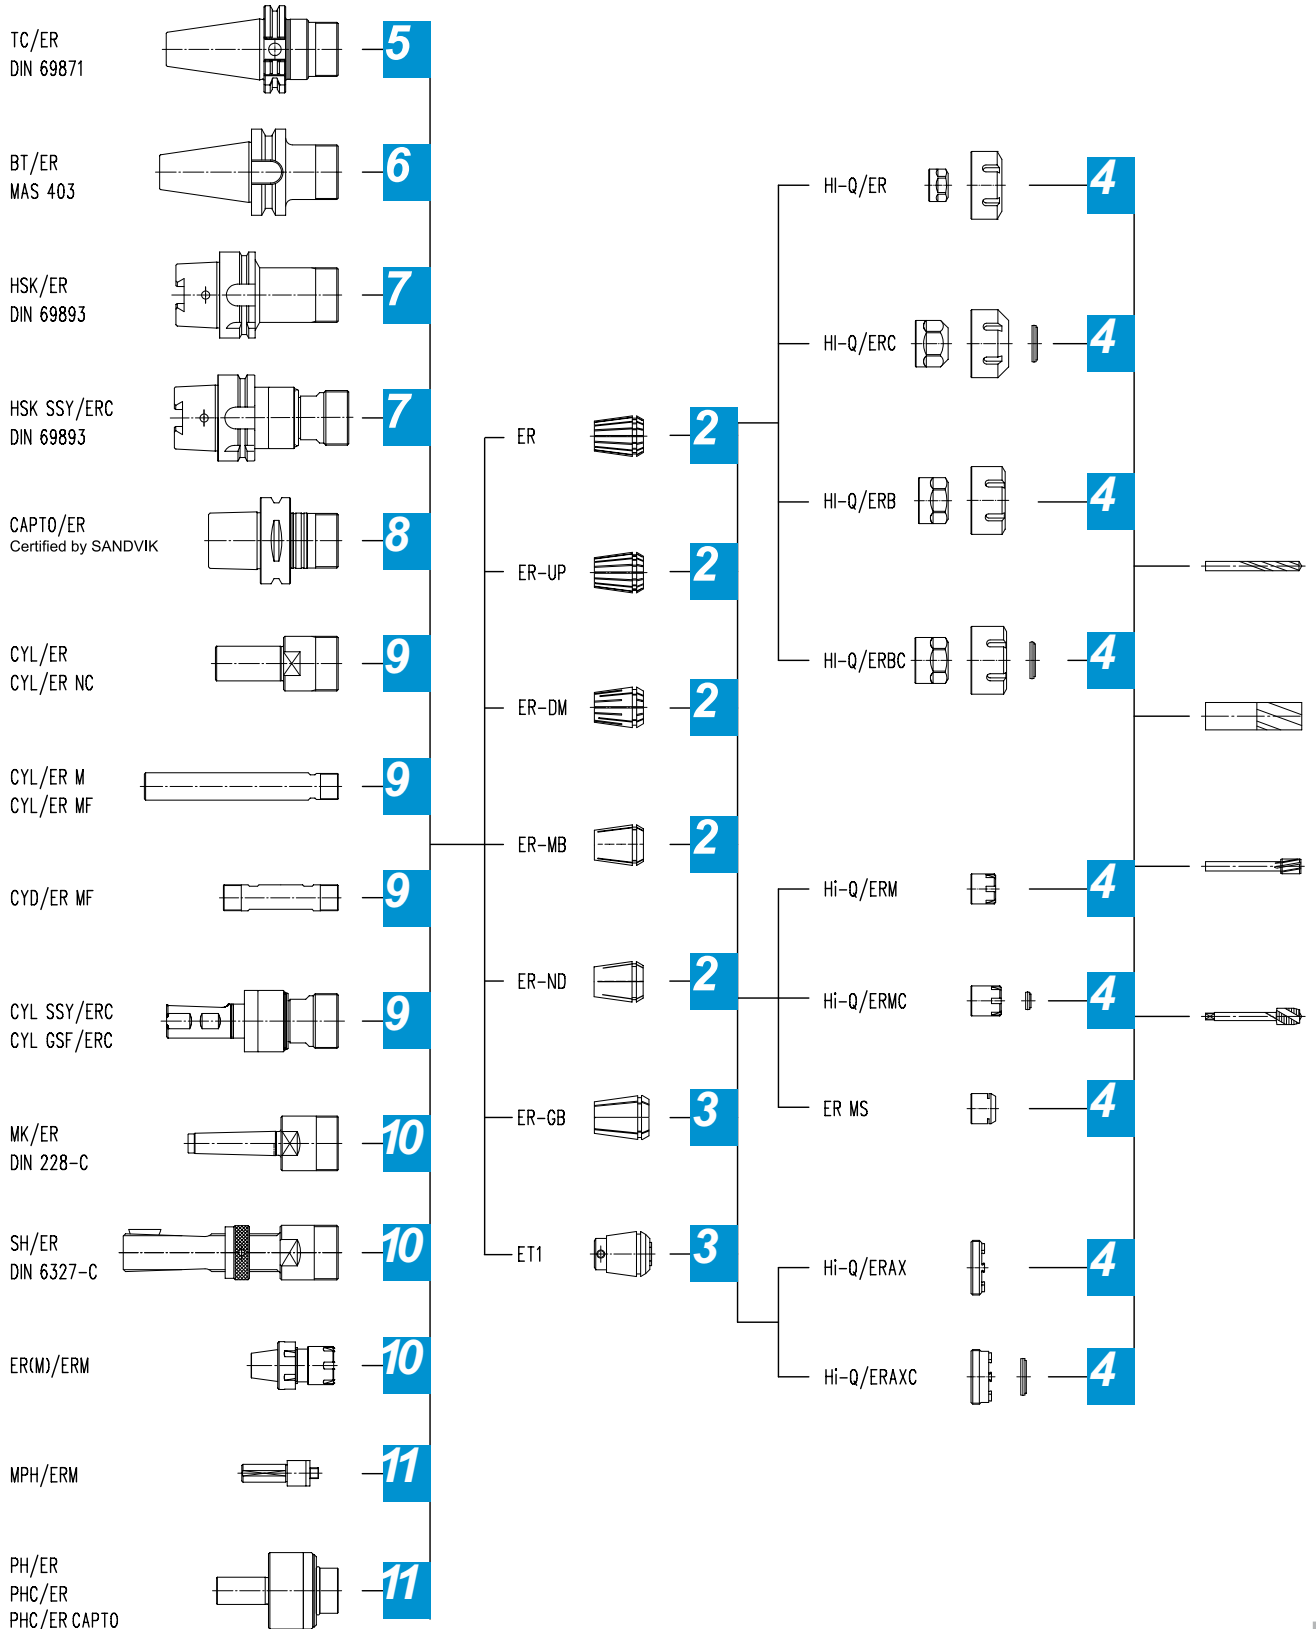 TC/ER
DIN 69871
5
BT/ER
MAS 403
6
HSK/ER
DIN 69893
7
HSK SSY/ERC
DIN 69893
7
CAPTO/ER
Certified by SANDVIK
8
CYL/ER
CYL/ER NC
9
CYL/ER M
CYL/ER MF
9
CYD/ER MF
9
CYL SSY/ERC
CYL GSF/ERC
9
MK/ER
DIN 228-C
10
SH/ER
DIN 6327-C
10
ER(M)/ERM
10
MPH/ERM
11
PH/ER
PHC/ER
PHC/ER CAPTO
11
ER
2
ER-UP
2
ER-DM
2
ER-MB
2
ER-ND
2
ER-GB
3
ET1
3
HI-Q/ER
4
HI-Q/ERC
4
HI-Q/ERB
4
HI-Q/ERBC
4
Hi-Q/ERM
4
Hi-Q/ERMC
4
ER MS
4
Hi-Q/ERAX
4
Hi-Q/ERAXC
4